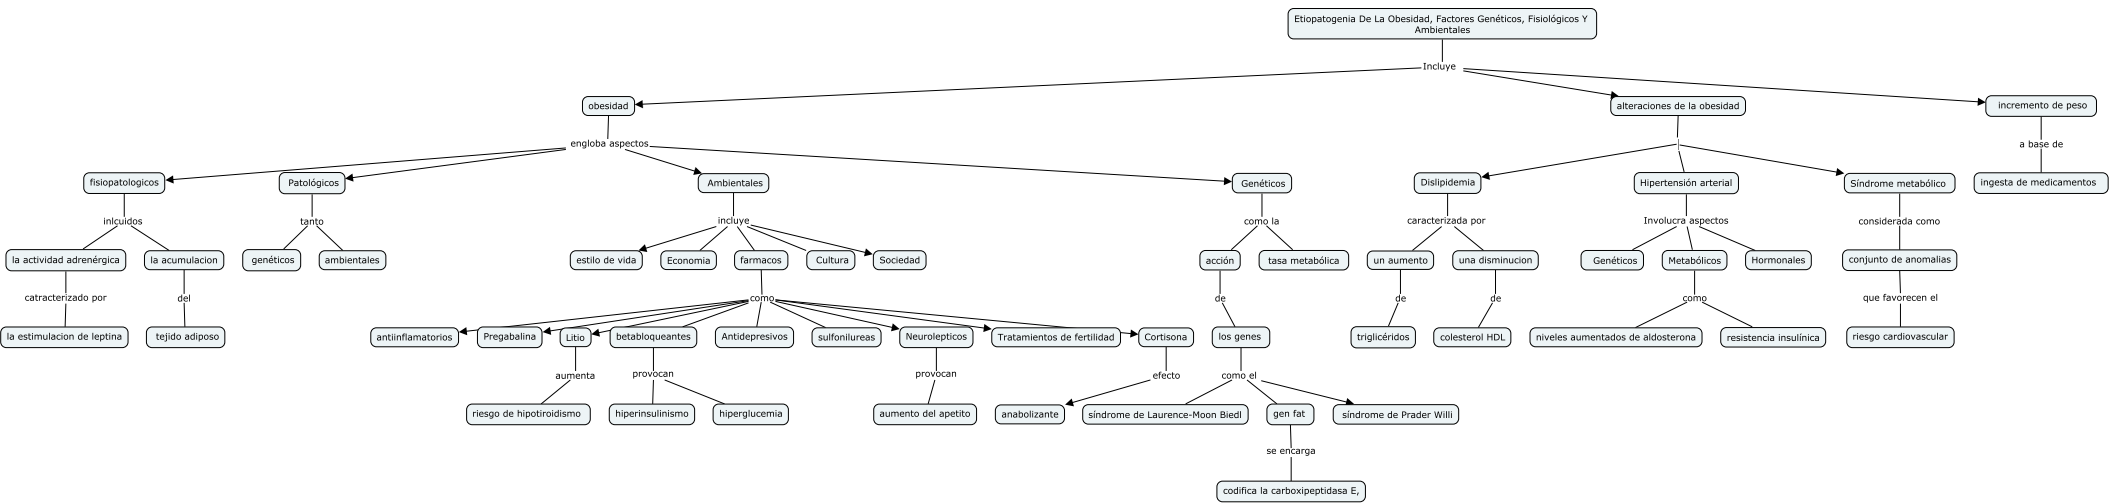 Etiopatogenia De La Obesidad, Factores Genéticos, Fisiológicos Y
Ambientales
Incluye
obesidad
alteraciones de la obesidad
incremento de peso
engloba aspectos
a base de
fisiopatologicos
Patológicos
Ambientales
Genéticos
Dislipidemia
Hipertensión arterial
Síndrome metabólico
ingesta de medicamentos
inlcuidos
tanto
incluye
como la
caracterizada por
Involucra aspectos
considerada como
la actividad adrenérgica
la acumulacion
genéticos
ambientales
estilo de vida
Economia
farmacos
Cultura
Sociedad
acción
tasa metabólica
un aumento
una disminucion
Genéticos
Metabólicos
Hormonales
conjunto de anomalias
catracterizado por
del
como
de
de
de
como
que favorecen el
la estimulacion de leptina
tejido adiposo
antiinflamatorios
Pregabalina
Litio
betabloqueantes
Antidepresivos
sulfonilureas
Neurolepticos
Tratamientos de fertilidad
Cortisona
los genes
triglicéridos
colesterol HDL
niveles aumentados de aldosterona
resistencia insulínica
riesgo cardiovascular
aumenta
provocan
provocan
efecto
como el
riesgo de hipotiroidismo
hiperinsulinismo
hiperglucemia
aumento del apetito
anabolizante
síndrome de Laurence-Moon Biedl
gen fat
síndrome de Prader Willi
se encarga
codifica la carboxipeptidasa E,